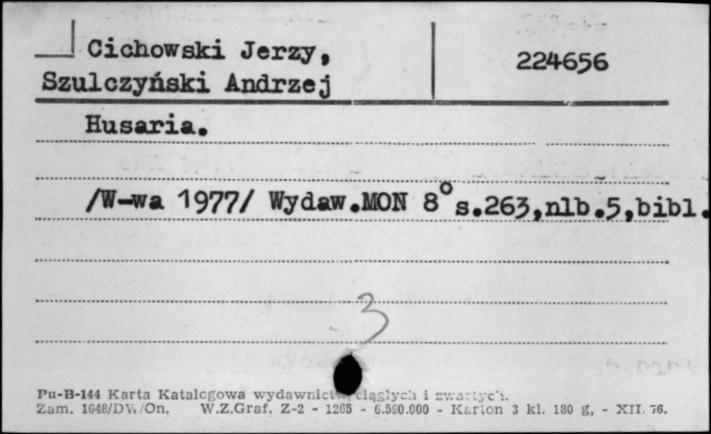 Cichowski Jerzy,
224656
Szulczyński Andrzej
Husaria.
/W-wa 1977/ Wydaw.MON 8° s.263,nlb.5,bibl.
3
Pu-B-144 Karta Katalogowa wydawnictw ciągłych i zwartych.
Zam. 1648/DW./On. W.Z.Graf. Z-2 - 1265 - 6.500.000 - Karton 3 kl. 180 g, - XII. 76.